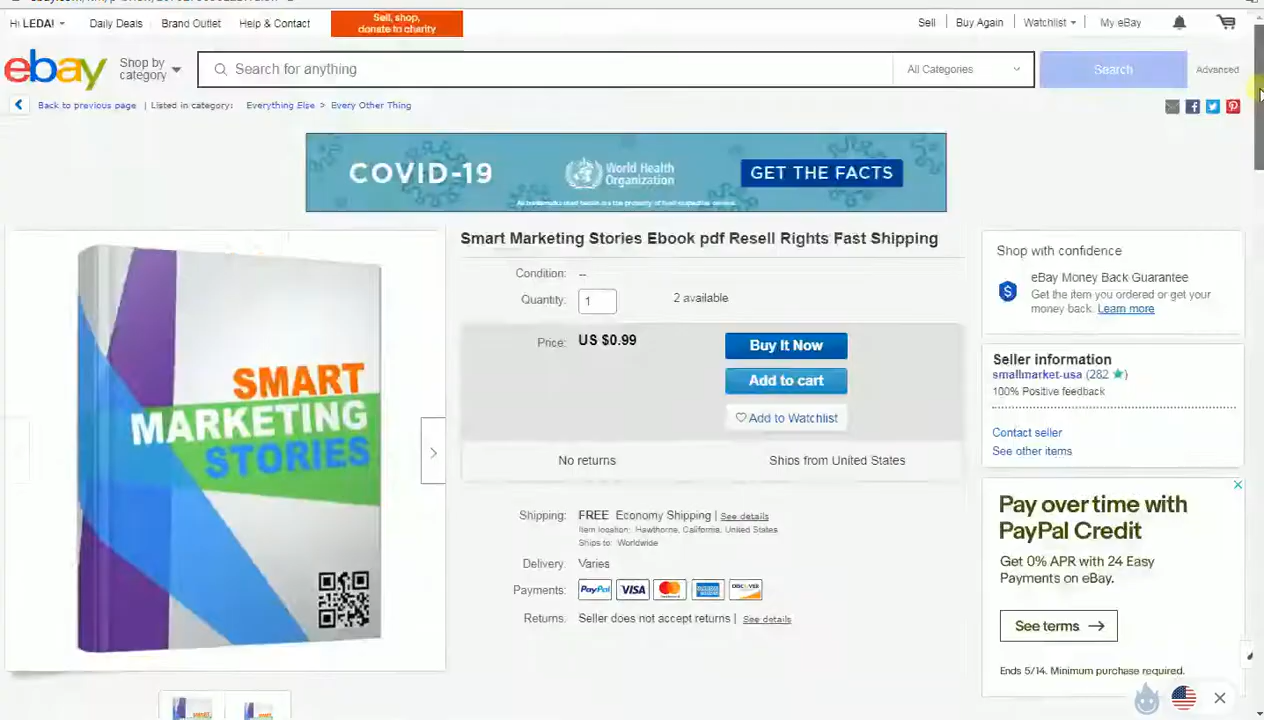 Hi LEDA! Daily Deals Brand Outlet Help & Contact
Sell, shop,
donate to charity
Sell Buy Again Watchlist My eBay
ebay
Shop by
category
Search for anything
All Categories
Search
Advanced
Back to previous page | Listed in category: Everything Else > Every Other Thing
COVID-19
World Health
Organization
GET THE FACTS
SMART
MARKETING
STORIES
Smart Marketing Stories Ebook pdf Resell Rights Fast Shipping
Condition: --
Quantity: 1
2 available
Price: US $0.99
Buy It Now
Add to cart
Add to Watchlist
No returns
Ships from United States
Shipping: FREE Economy Shipping | See details
Item location: Hawthorne, California, United States
Ships to: Worldwide
Delivery: Varies
Payments: PayPal VISA
Returns: Seller does not accept returns | See details
Shop with confidence
eBay Money Back Guarantee
Get the item you ordered or get your
money back. Learn more
Seller information
smallmarket-usa (282)
100% Positive feedback
Contact seller
See other items
Pay over time with
PayPal Credit
Get 0% APR with 24 Easy
Payments on eBay.
See terms
Ends 5/14. Minimum purchase required.